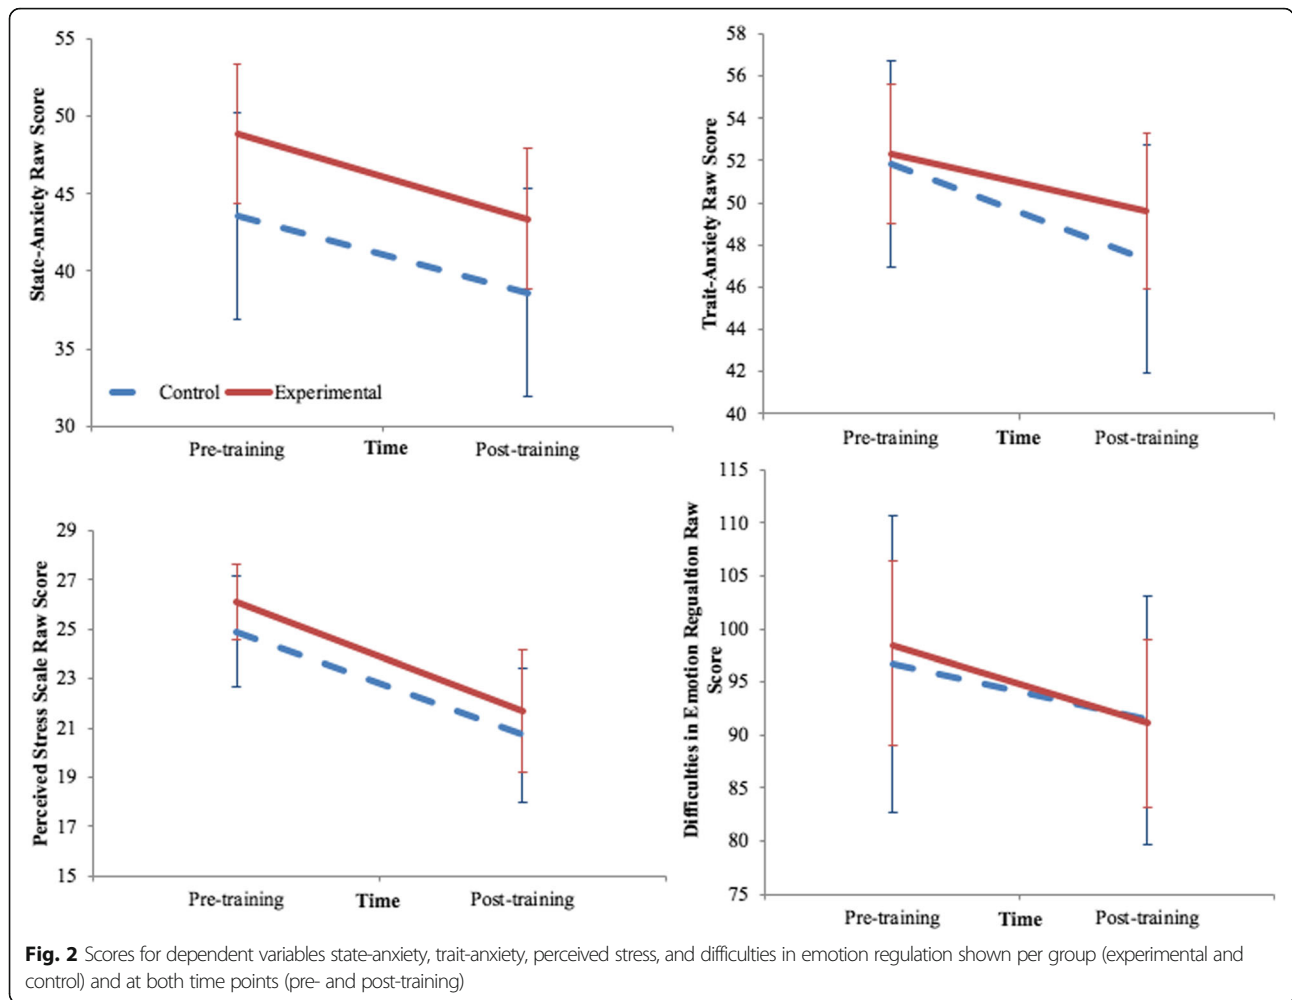 55
50
45
40
35
30
State-Anxiety Raw Score
Control
Experimental
Pre-training
Time
Post-training
58
56
54
52
50
48
46
44
42
40
Trait-Anxiety Raw Score
Pre-training
Time
Post-training
29
27
25
23
21
19
17
15
Perceived Stress Scale Raw Score
Pre-training
Time
Post-training
115
110
105
100
95
90
85
80
75
Difficulties in Emotion Regualtion Raw
Score
Pre-training
Time
Post-training
Fig. 2 Scores for dependent variables state-anxiety, trait-anxiety, perceived stress, and difficulties in emotion regulation shown per group (experimental and
control) and at both time points (pre- and post-training)